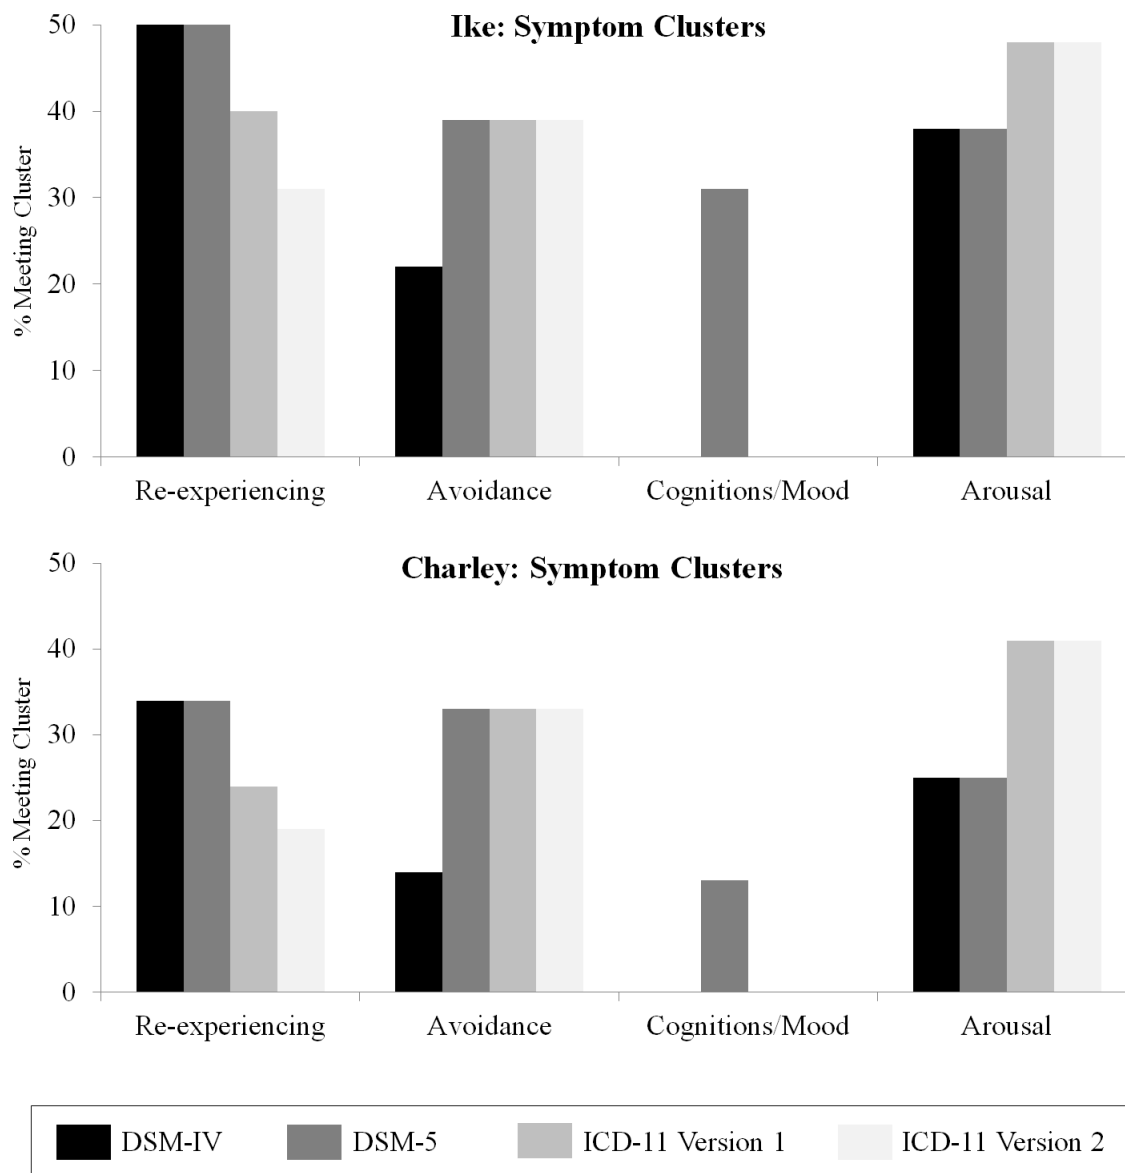 Ike: Symptom Clusters
% Meeting Cluster
50
40
30
20
10
0
Re-experiencing Avoidance Cognitions/Mood Arousal
Charley: Symptom Clusters
% Meeting Cluster
50
40
30
20
10
0
Re-experiencing Avoidance Cognitions/Mood Arousal
DSM-IV DSM-5 ICD-11 Version 1 ICD-11 Version 2